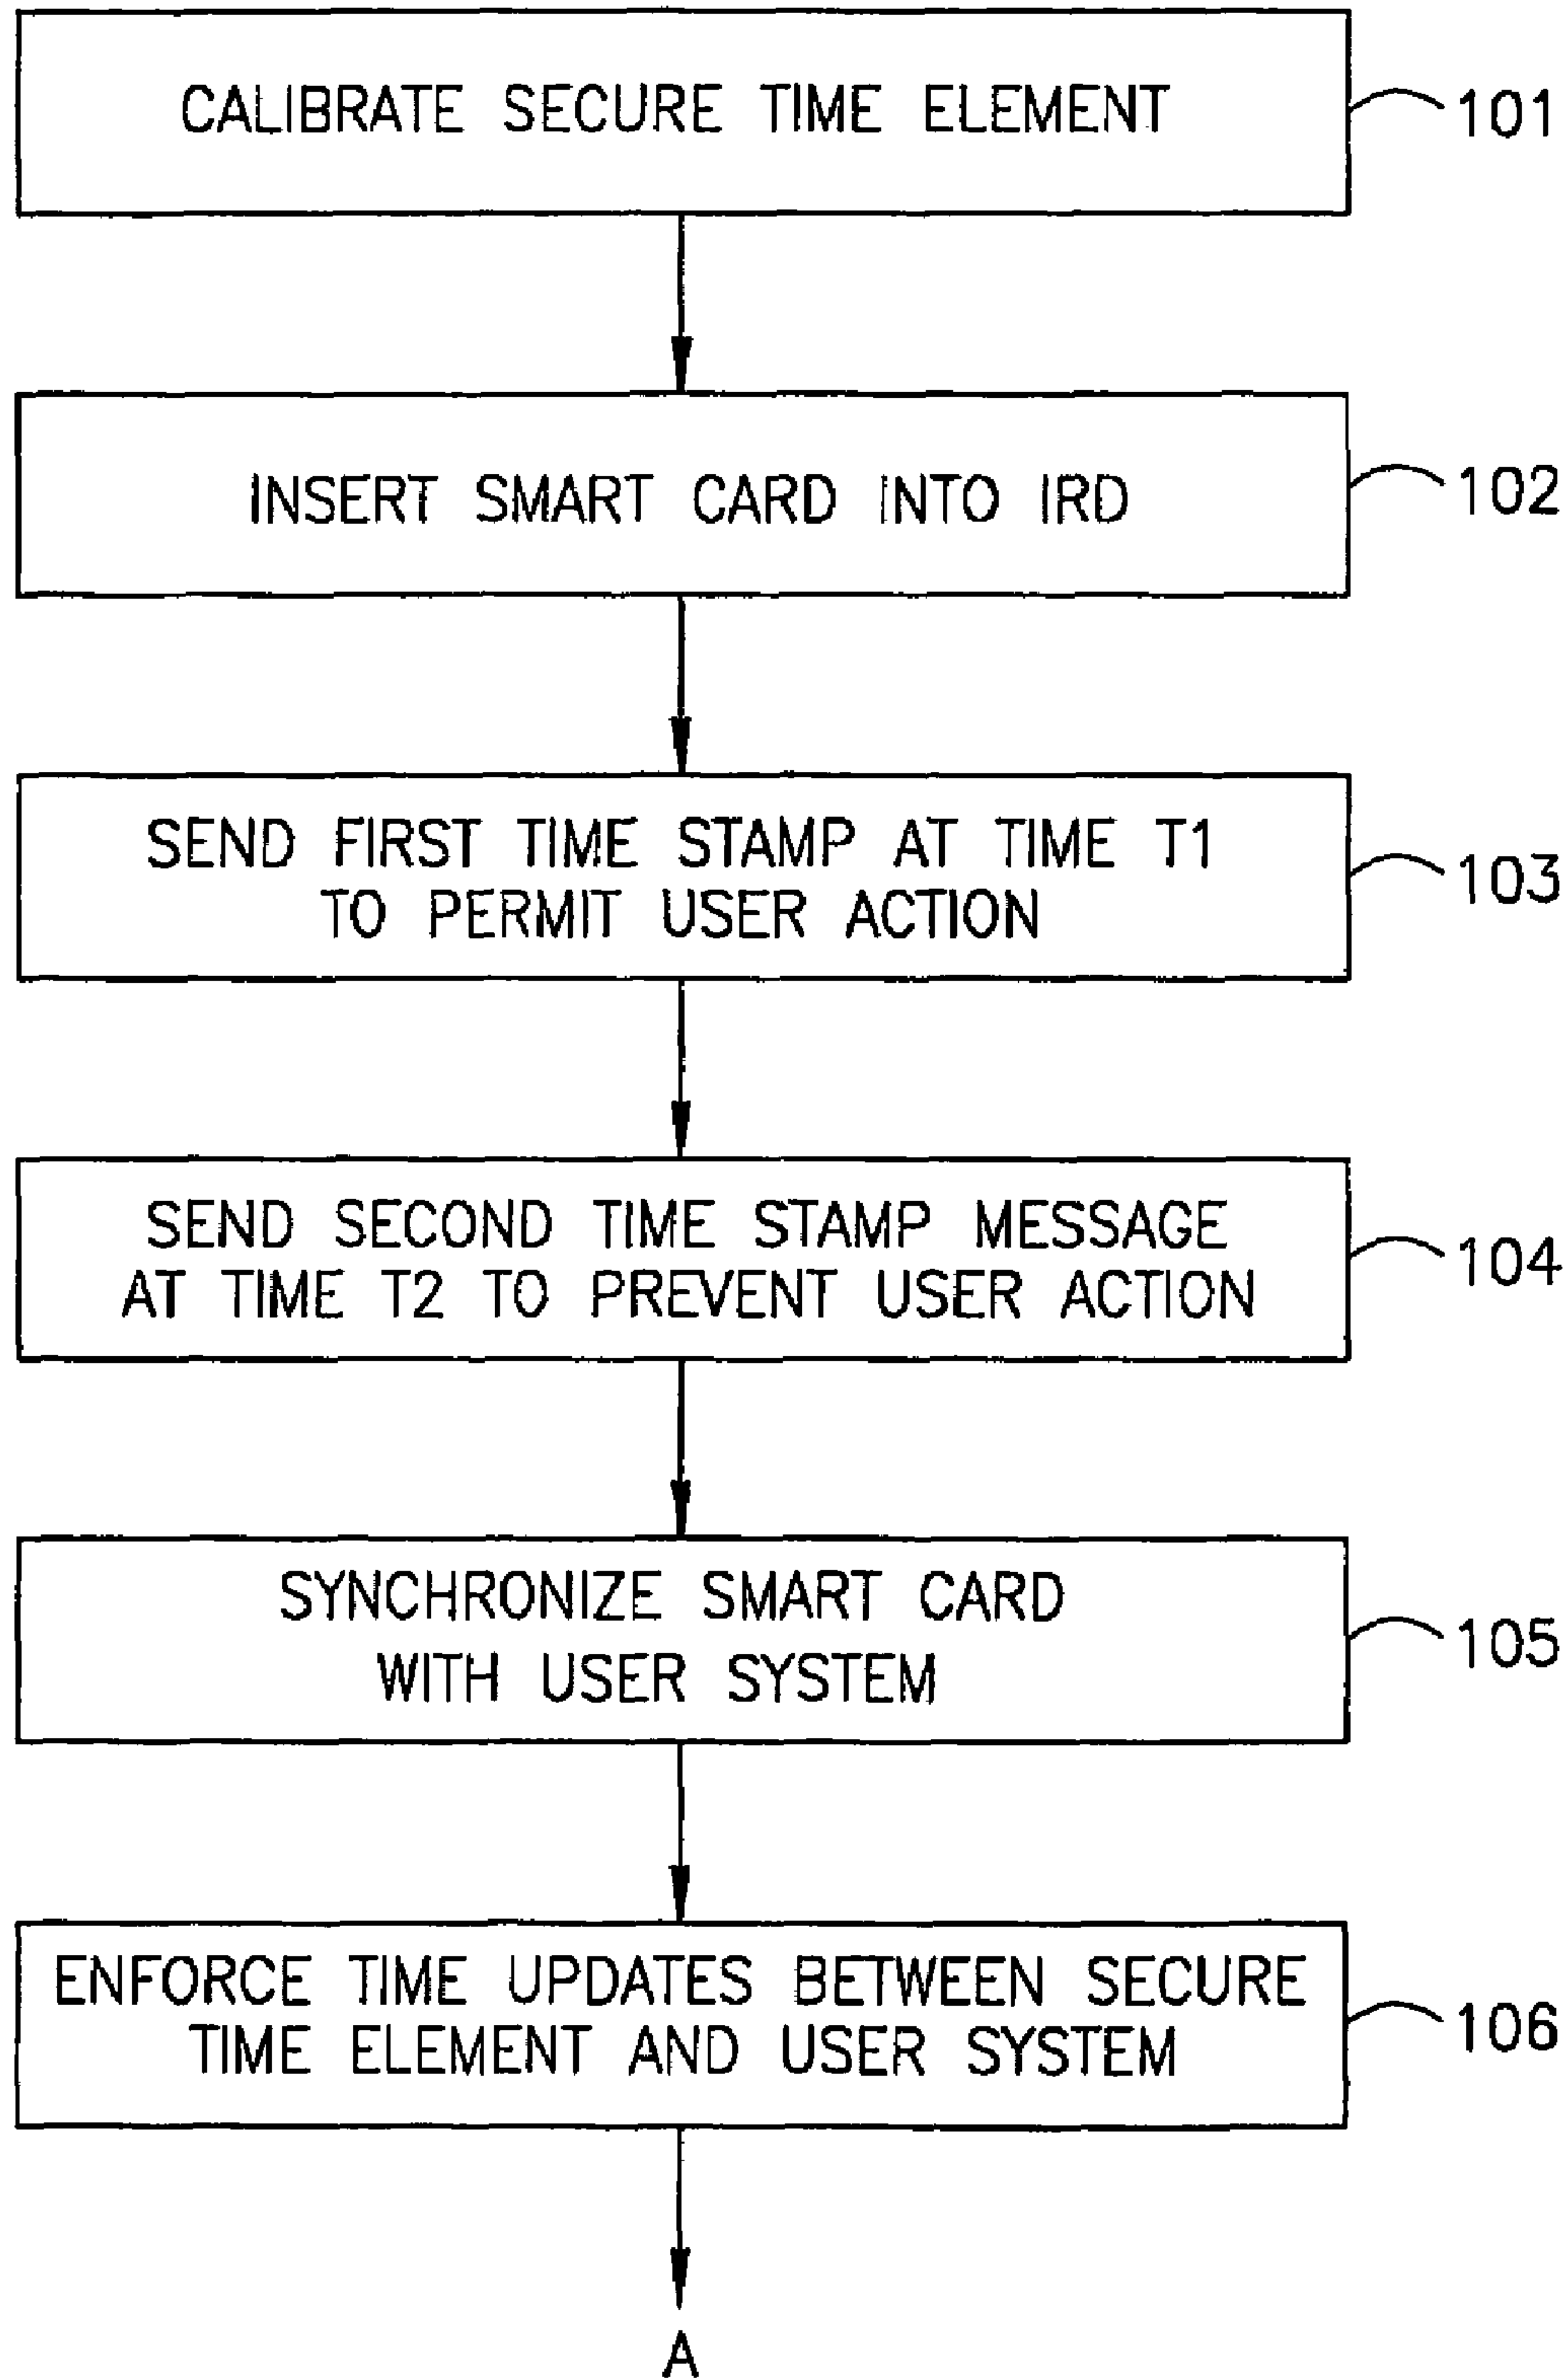 CALIBRATE SECURE TIME ELEMENT
101
INSERT SMART CARD INTO IRD
102
SEND FIRST TIME STAMP AT TIME T1
TO PERMIT USER ACTION
103
SEND SECOND TIME STAMP MESSAGE
AT TIME T2 TO PREVENT USER ACTION
104
SYNCHRONIZE SMART CARD
WITH USER SYSTEM
105
ENFORCE TIME UPDATES BETWEEN SECURE
TIME ELEMENT AND USER SYSTEM
106
A